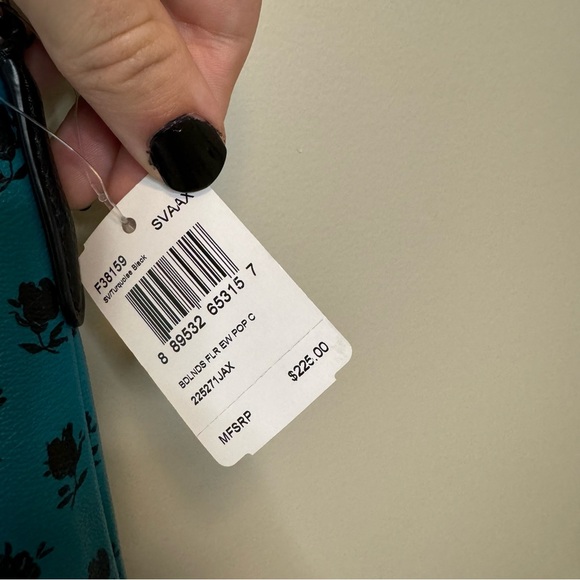 SVAAX
F38159
SV/Turquoise Black
8 89532 65315 7
BDLNDS FLR EW POP C
225271JAX
MFSRP $225.00